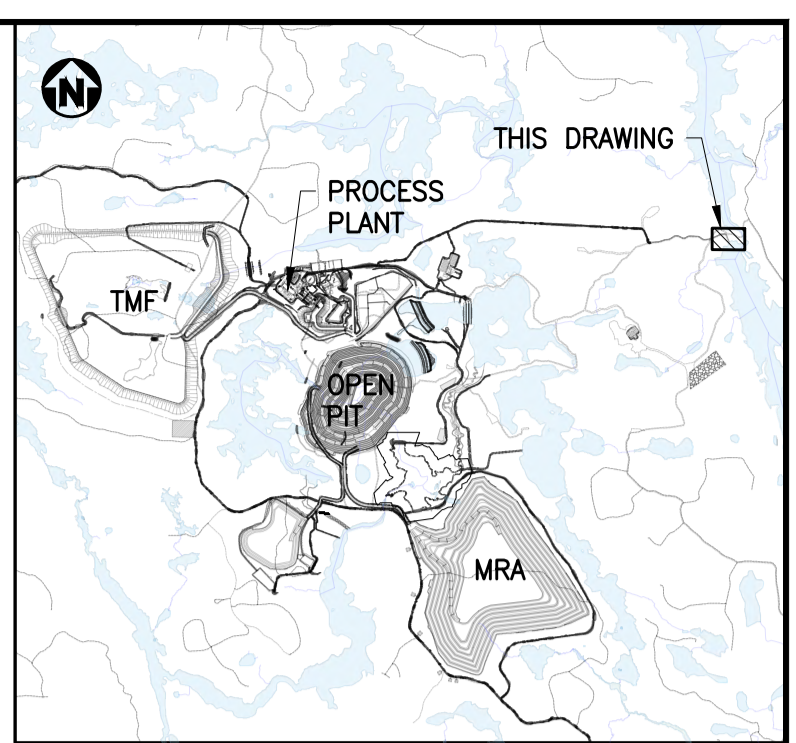 N
THIS DRAWING
PROCESS
PLANT
TMF
OPEN
PIT
MRA